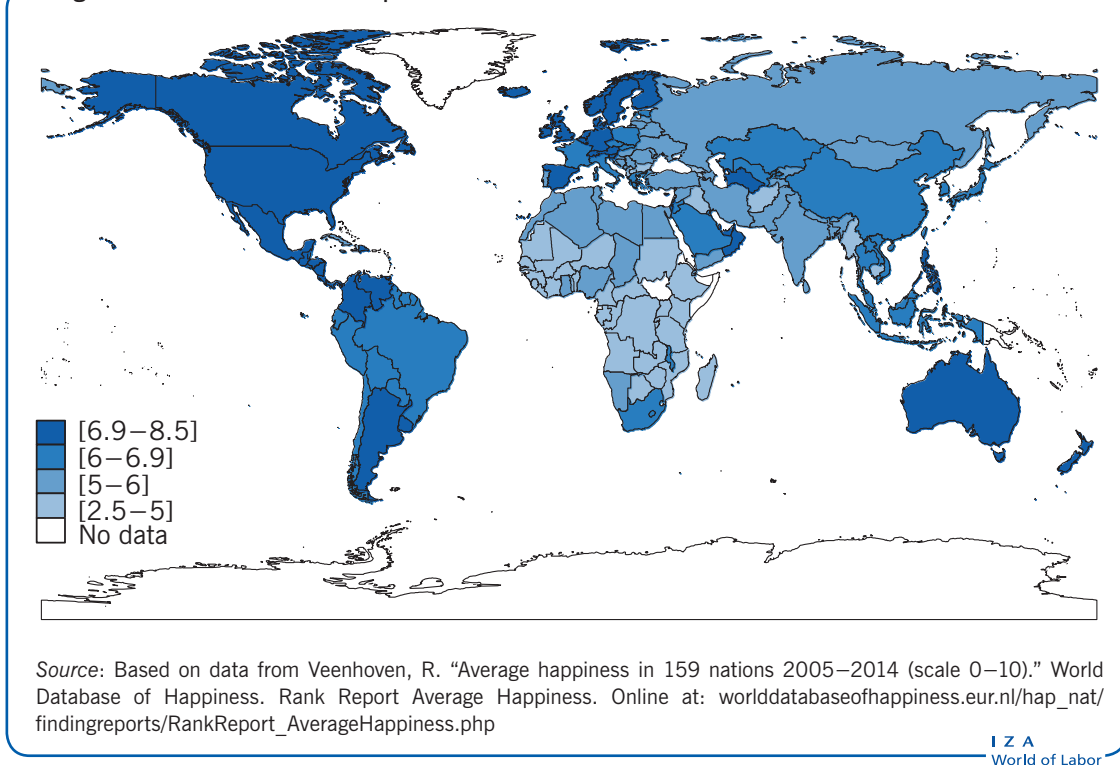 [6.9–8.5]
[6–6.9]
[5–6]
[2.5–5]
No data
Source: Based on data from Veenhoven, R. “Average happiness in 159 nations 2005–2014 (scale 0–10).” World
Database of Happiness. Rank Report Average Happiness. Online at: worlddatabaseofhappiness.eur.nl/hap_nat/
findingreports/RankReport_AverageHappiness.php
I Z A
World of Labor